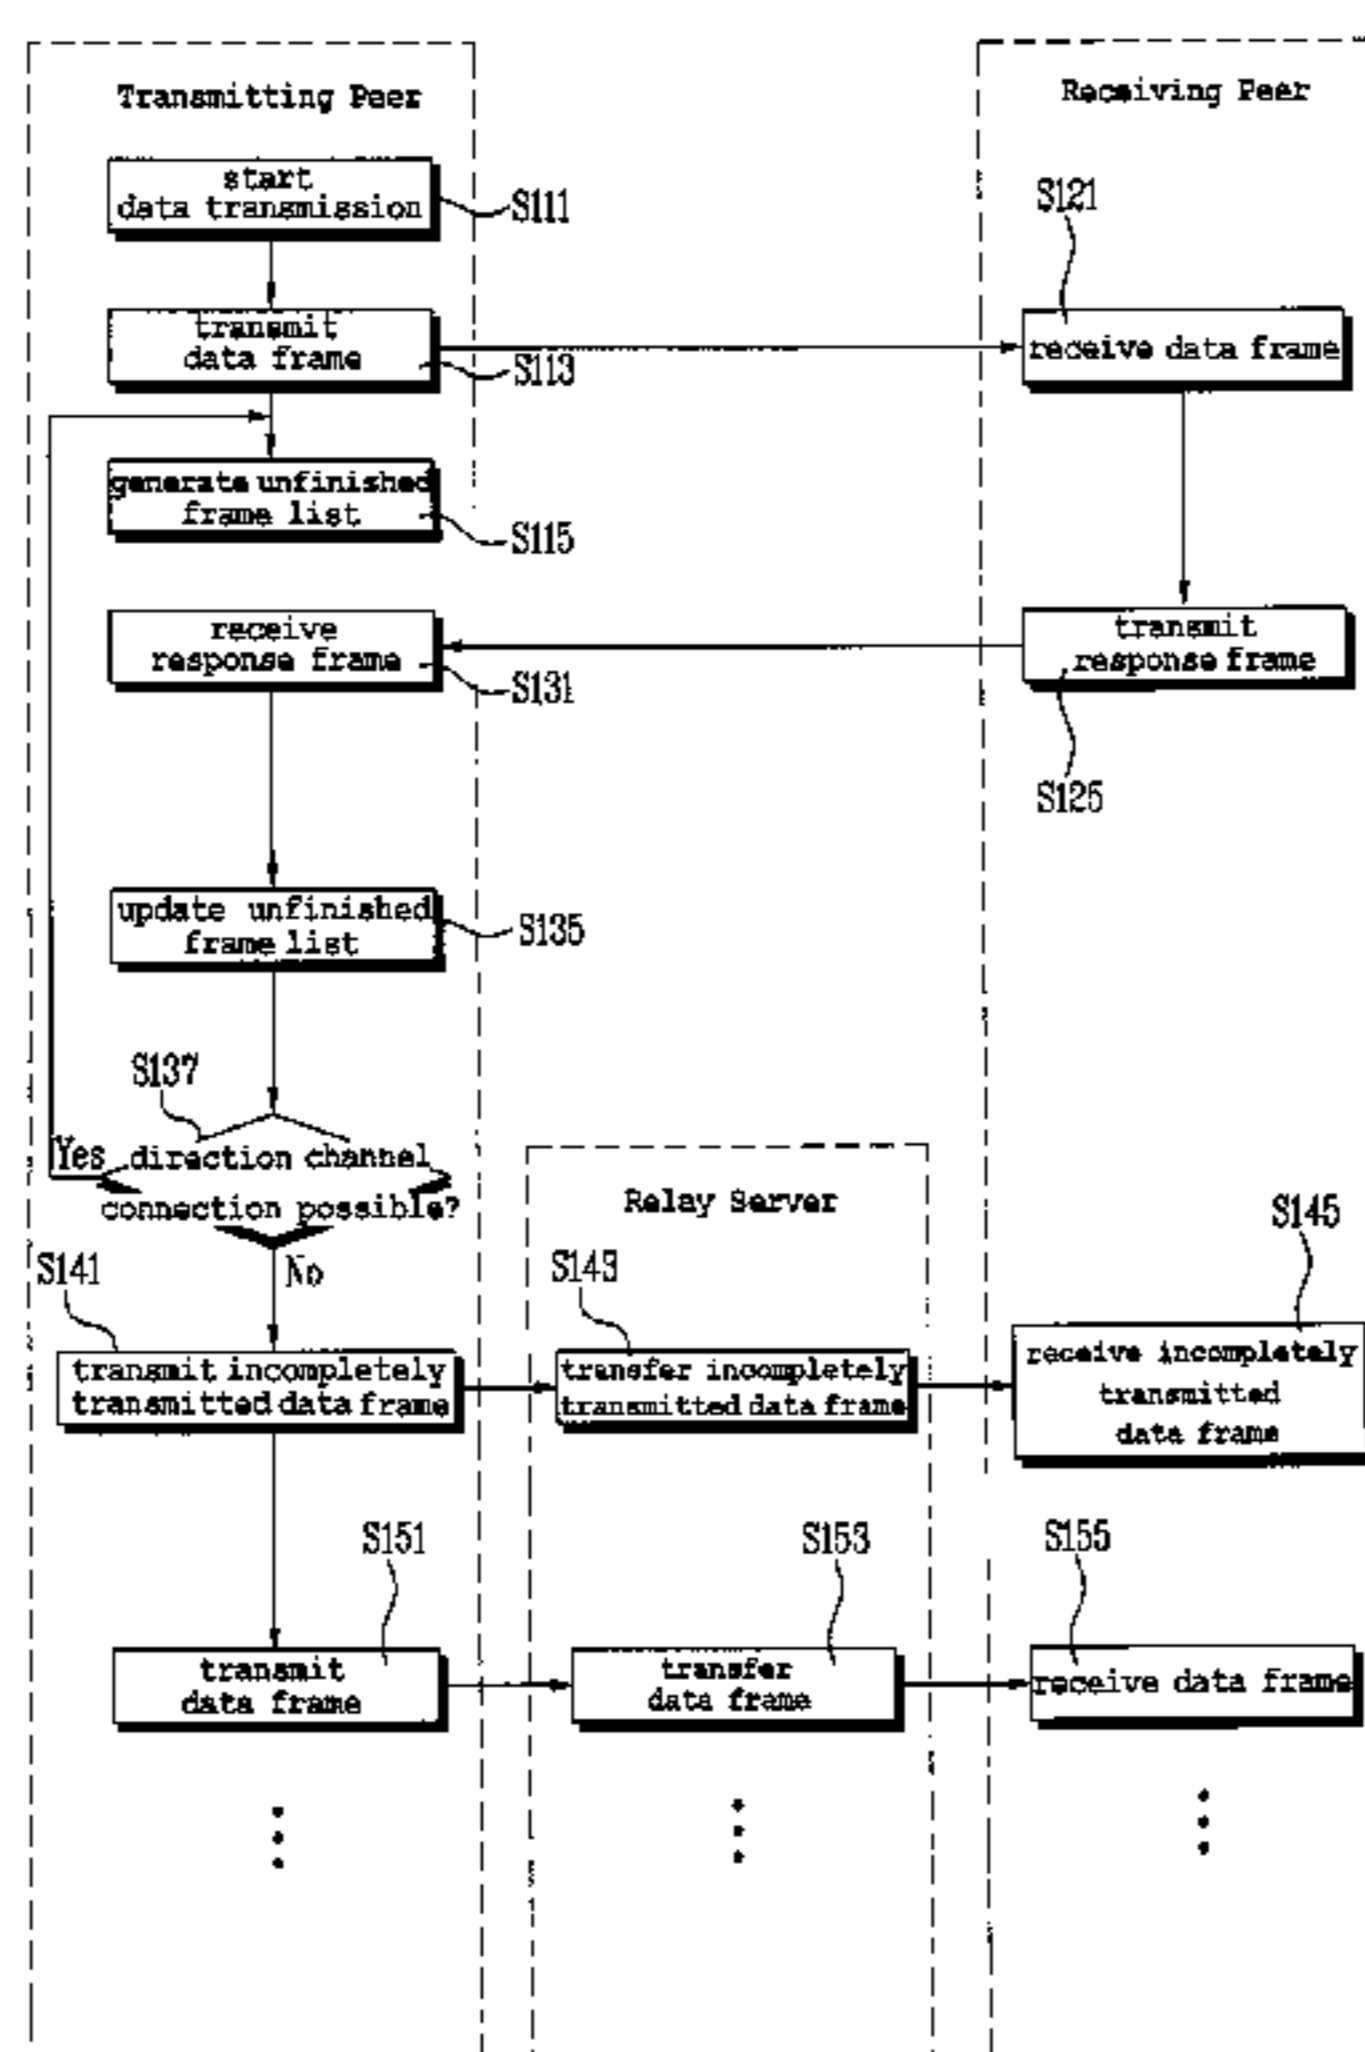 Transmitting Peer
Receiving Peer
start
data transmission
S111
S121
transmit
data frame
S113
receive data frame
generate unfinished
frame list
S115
receive
response frame
S131
transmit
response frame
S125
update unfinished
frame list
S135
S137
Yes
direction channel
connection possible?
No
Relay Server
S141
S143
S145
transmit incompletely
transmitted data frame
transfer incompletely
transmitted data frame
receive incompletely
transmitted
data frame
S151
S153
S155
transmit
data frame
transfer
data frame
receive data frame